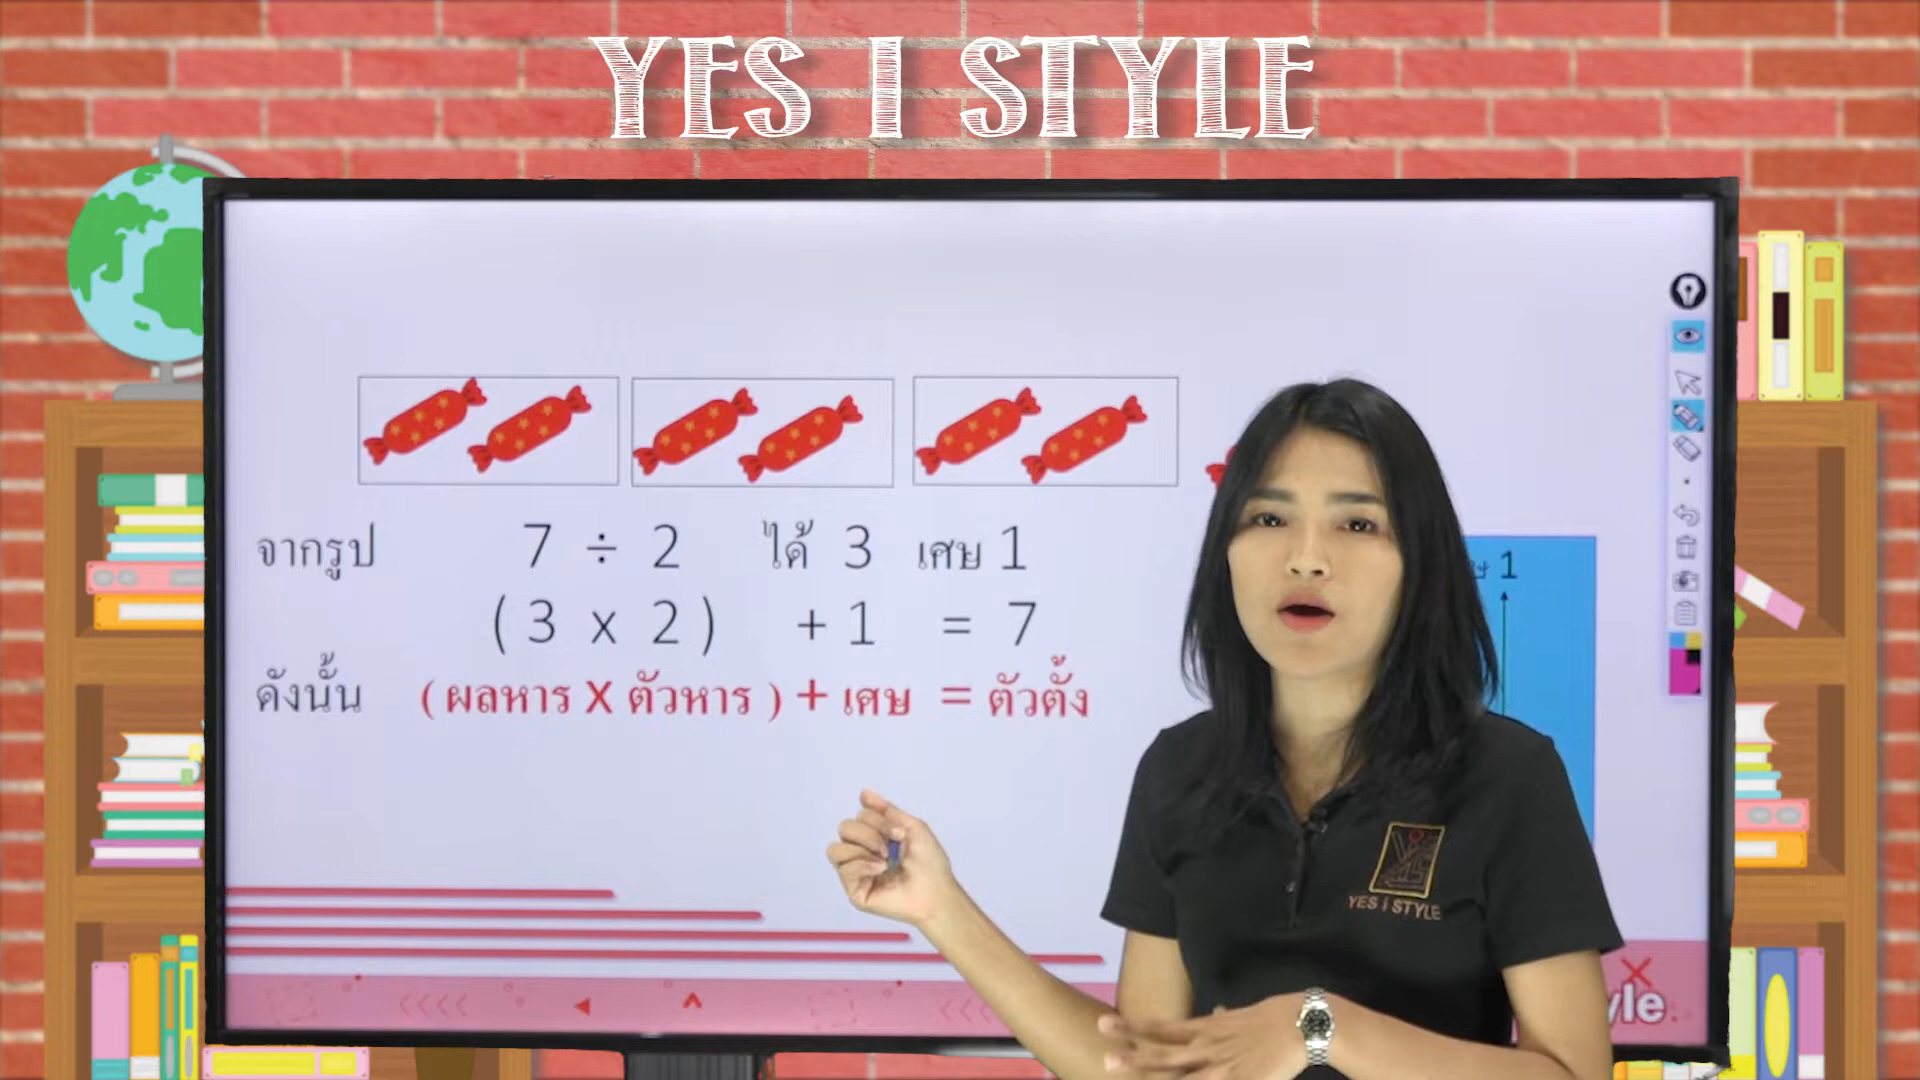 YES I STYLE
จากรูป 7 ÷ 2 ได้ 3 เศษ 1
( 3 x 2 ) + 1 = 7
ดังนั้น ( ผลหาร X ตัวหาร ) + เศษ = ตัวตั้ง
1
YES I STYLE
yle